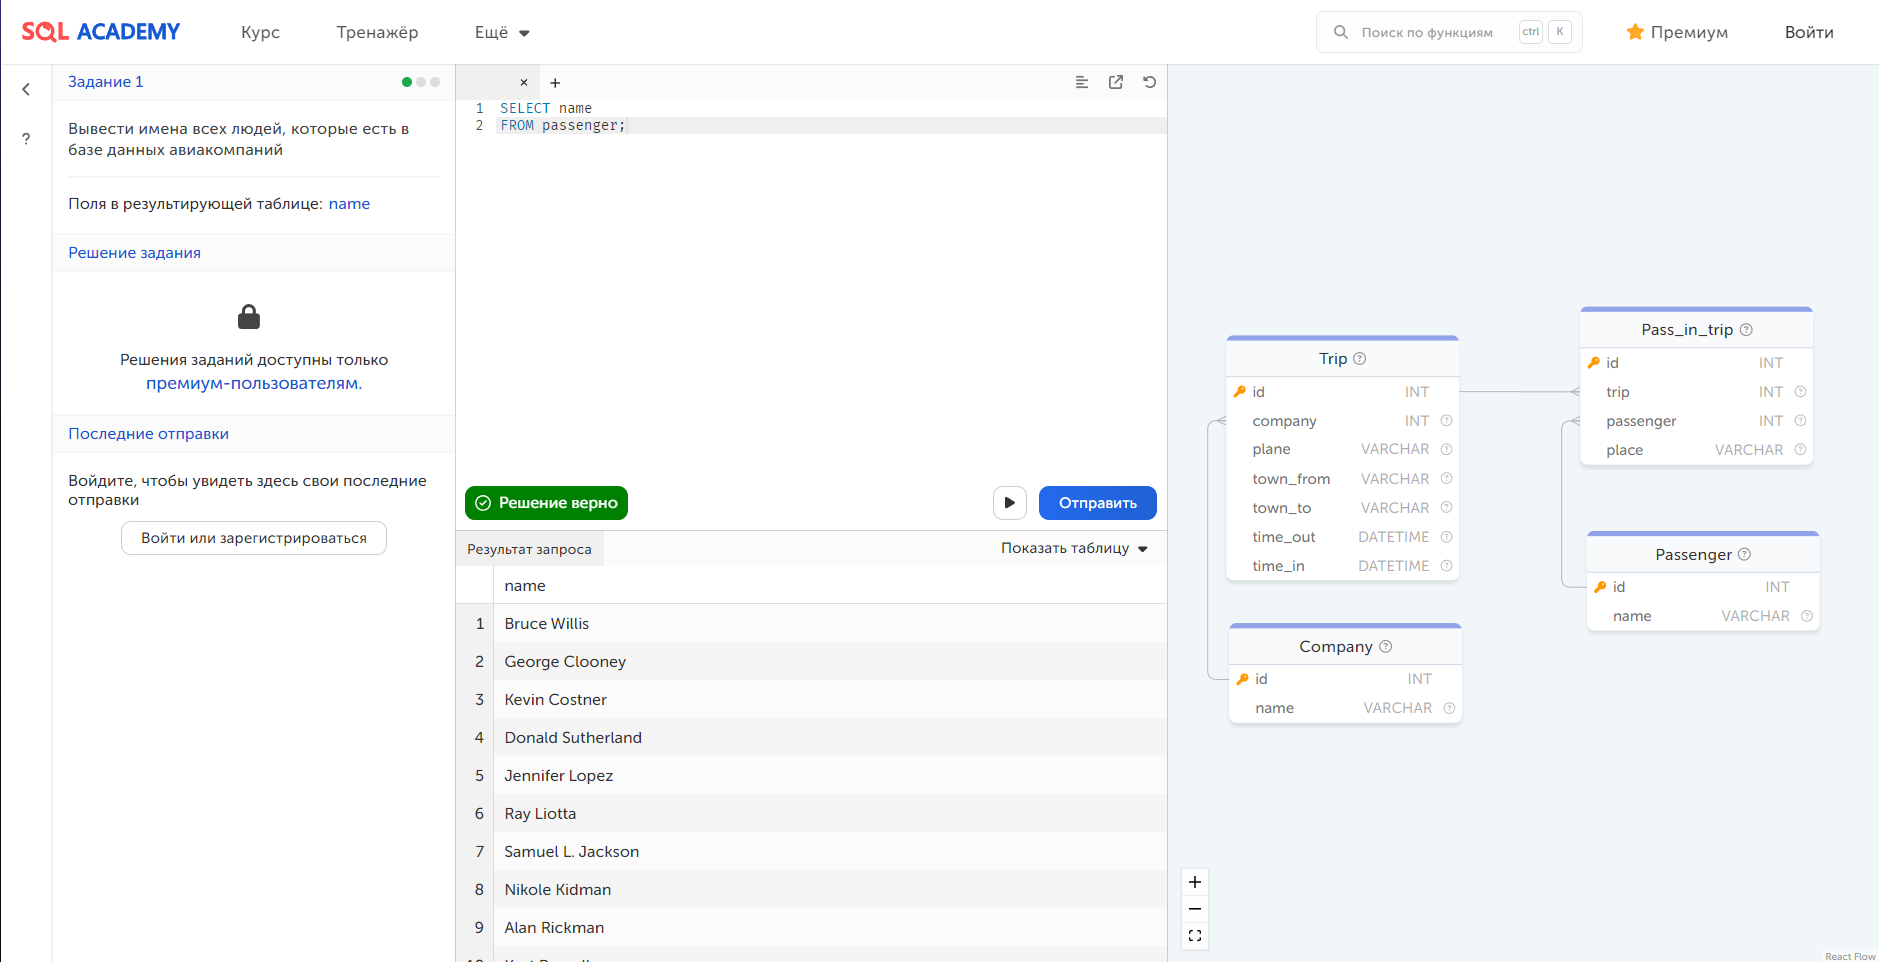 SQL ACADEMY
Курс
Тренажёр
Ещё
Поиск по функциям
ctrl
K
Премиум
Войти
Задание 1
Вывести имена всех людей, которые есть в
базе данных авиакомпаний
Поля в результирующей таблице: name
Решение задания
Решения заданий доступны только
премиум-пользователям.
Последние отправки
Войдите, чтобы увидеть здесь свои последние
отправки
Войти или зарегистрироваться
1 SELECT name
2 FROM passenger;
Решение верно
Отправить
Результат запроса
Показать таблицу
name
1 Bruce Willis
2 George Clooney
3 Kevin Costner
4 Donald Sutherland
5 Jennifer Lopez
6 Ray Liotta
7 Samuel L. Jackson
8 Nikole Kidman
9 Alan Rickman
Trip
id INT
company INT
plane VARCHAR
town_from VARCHAR
town_to VARCHAR
time_out DATETIME
time_in DATETIME
Company
id INT
name VARCHAR
Pass_in_trip
id INT
trip INT
passenger INT
place VARCHAR
Passenger
id INT
name VARCHAR
React Flow